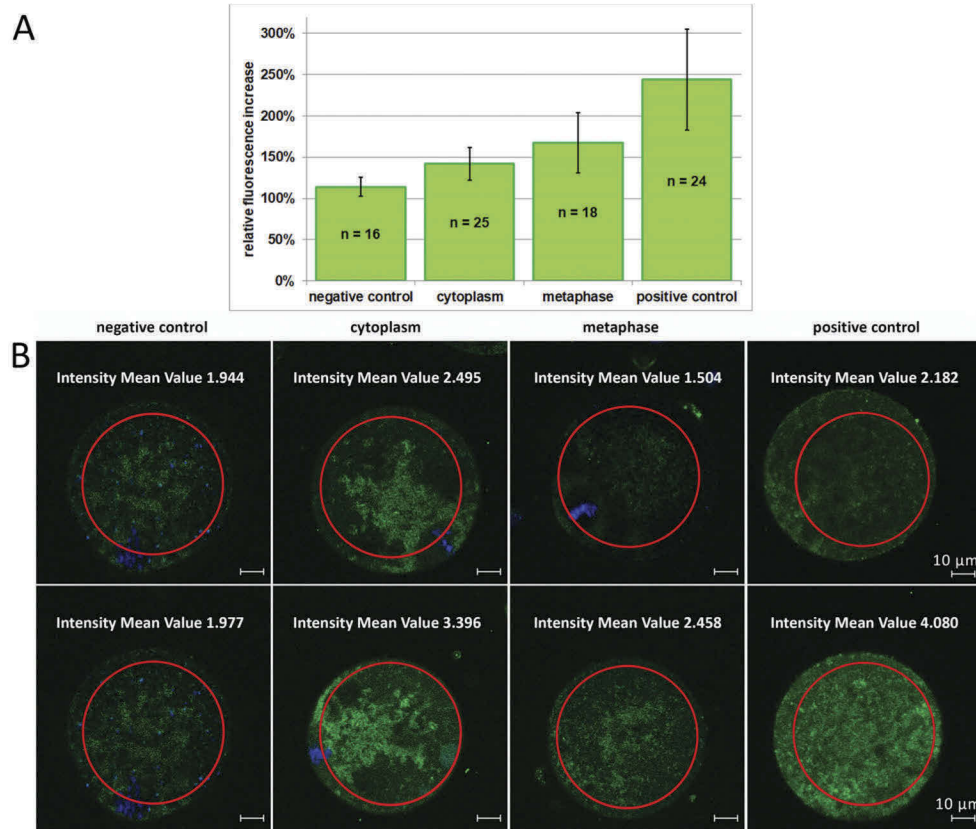 A
relative fluorescence increase
300%
250%
200%
150%
100%
50%
0%
n = 16
n = 25
n = 18
n = 24
negative control cytoplasm metaphase positive control
negative control cytoplasm metaphase positive control
B
Intensity Mean Value 1.944 Intensity Mean Value 2.495 Intensity Mean Value 1.504 Intensity Mean Value 2.182
10 μm
Intensity Mean Value 1.977 Intensity Mean Value 3.396 Intensity Mean Value 2.458 Intensity Mean Value 4.080
10 μm